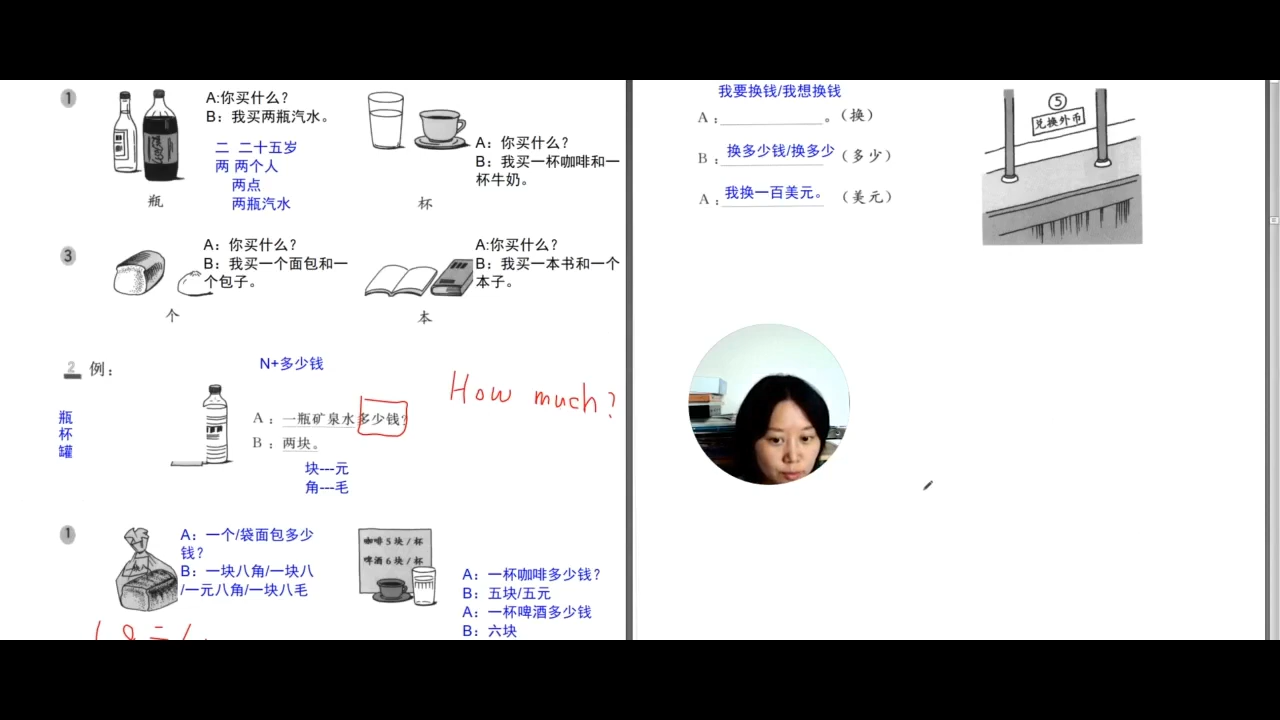 1
A:你买什么?
B：我买两瓶汽水。
二 二十五岁
两 两个人
两点
两瓶汽水
瓶
A：你买什么?
B：我买一杯咖啡和一
杯牛奶。
杯
3
A：你买什么?
B：我买一个面包和一
个包子。
个
A:你买什么?
B：我买一本书和一个
本子。
本
2 例：
N+多少钱
瓶
杯
罐
A：一瓶矿泉水多少钱?
B：两块。
How much?
块---元
角---毛
1
A：一个/袋面包多少
钱?
B：一块八角/一块八
/一元八角/一块八毛
咖啡5块/杯
啤酒6块/杯
A：一杯咖啡多少钱?
B：五块/五元
A：一杯啤酒多少钱
B：六块
我要换钱/我想换钱
A：。（换）
换多少钱/换多少
B：（多少）
A：我换一百美元。（美元）
5
兑换外币